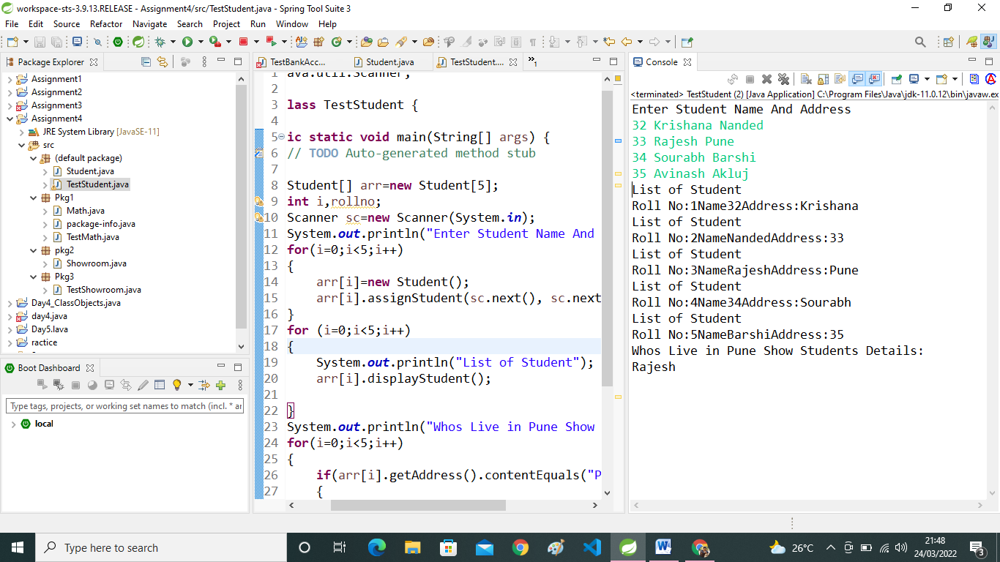 workspace-sts-3.9.13.RELEASE - Assignment4/src/TestStudent.java - Spring Tool Suite 3
File Edit Source Refactor Navigate Search Project Run Window Help
Package Explorer
Assignment1
Assignment2
Assignment3
Assignment4
JRE System Library [JavaSE-11]
src
(default package)
Student.java
TestStudent.java
Pkg1
Math.java
package-info.java
TestMath.java
pkg2
Showroom.java
Pkg3
TestShowroom.java
Day4_ClassObjects.java
day4.java
Day5.lava
ractice
Boot Dashboard
Type tags, projects, or working set names to match (incl. * ar
local
TestBankAcc... Student.java TestStudent.... »1
1 ava.util.Scanner;
2
3 lass TestStudent {
4
5 ic static void main(String[] args) {
6 // TODO Auto-generated method stub
7
8 Student[] arr=new Student[5];
9 int i,rollno;
10 Scanner sc=new Scanner(System.in);
11 System.out.println("Enter Student Name And
12 for(i=0;i<5;i++)
13 {
14 arr[i]=new Student();
15 arr[i].assignStudent(sc.next(), sc.next
16 }
17 for (i=0;i<5;i++)
18 {
19 System.out.println("List of Student");
20 arr[i].displayStudent();
21
22 }
23 System.out.println("Whos Live in Pune Show
24 for(i=0;i<5;i++)
25 {
26 if(arr[i].getAddress().contentEquals("P
27 {
Console
<terminated> TestStudent (2) [Java Application] C:\Program Files\Java\jdk-11.0.12\bin\javaw.ex
Enter Student Name And Address
32 Krishana Nanded
33 Rajesh Pune
34 Sourabh Barshi
35 Avinash Akluj
List of Student
Roll No:1Name32Address:Krishana
List of Student
Roll No:2NameNandedAddress:33
List of Student
Roll No:3NameRajeshAddress:Pune
List of Student
Roll No:4Name34Address:Sourabh
List of Student
Roll No:5NameBarshiAddress:35
Whos Live in Pune Show Students Details:
Rajesh
Type here to search
26°C
21:48
24/03/2022
3